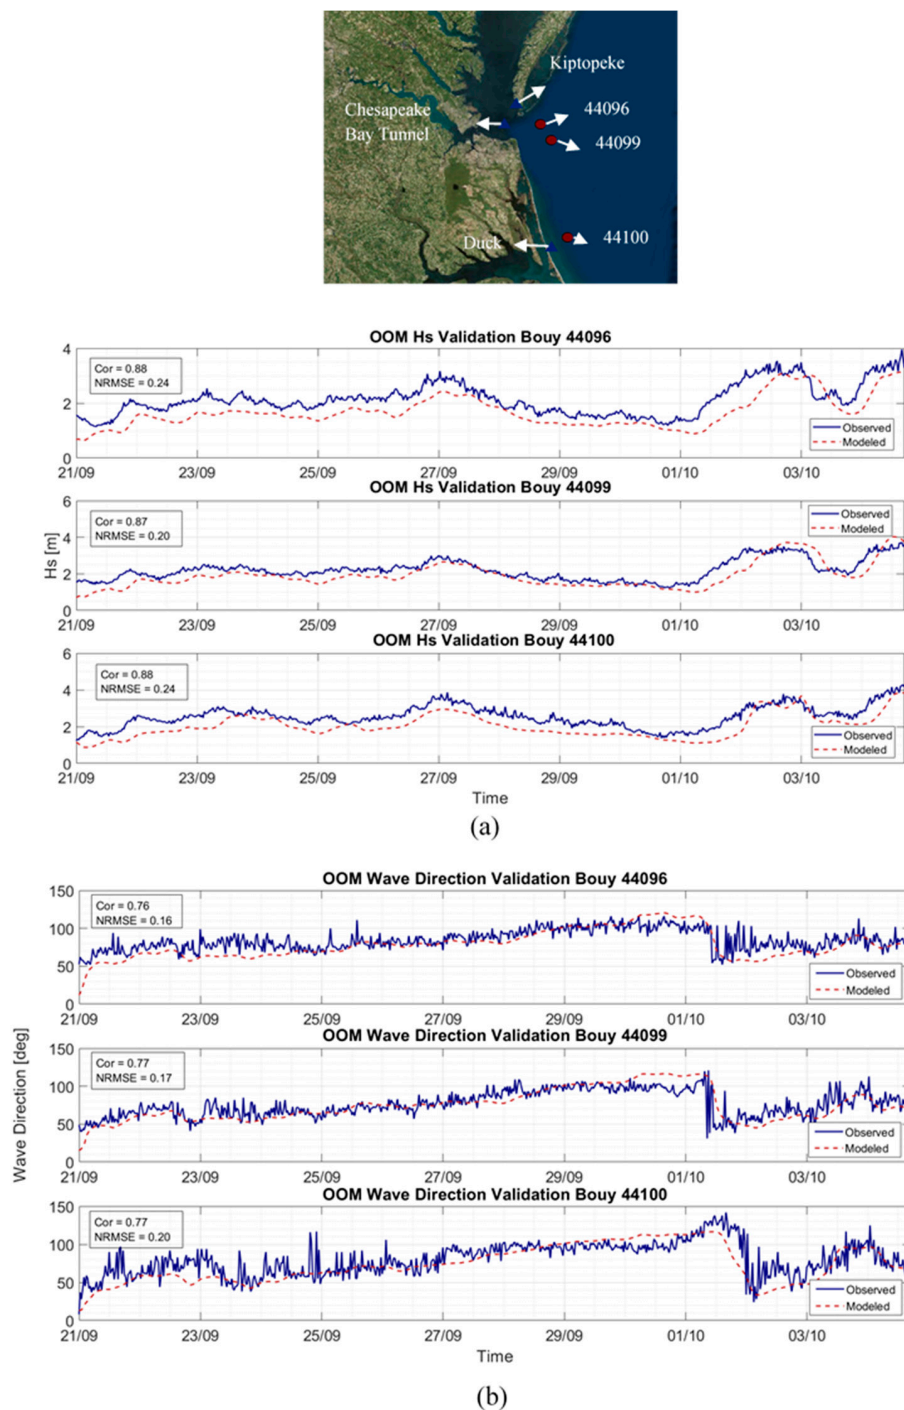 Kiptopeke
Chesapeake
Bay Tunnel
44096
44099
Duck
44100
OOM Hs Validation Bouy 44096
4
2
0
Cor = 0.88
NRMSE = 0.24
Observed
Modeled
21/09 23/09 25/09 27/09 29/09 01/10 03/10
OOM Hs Validation Bouy 44099
6
4
2
0
Hs [m]
Cor = 0.87
NRMSE = 0.20
Observed
Modeled
21/09 23/09 25/09 27/09 29/09 01/10 03/10
OOM Hs Validation Bouy 44100
6
4
2
0
Cor = 0.88
NRMSE = 0.24
Observed
Modeled
21/09 23/09 25/09 27/09 29/09 01/10 03/10
Time
(a)
OOM Wave Direction Validation Bouy 44096
150
100
50
0
Cor = 0.76
NRMSE = 0.16
Observed
Modeled
21/09 23/09 25/09 27/09 29/09 01/10 03/10
OOM Wave Direction Validation Bouy 44099
150
100
50
0
Wave Direction [deg]
Cor = 0.77
NRMSE = 0.17
Observed
Modeled
21/09 23/09 25/09 27/09 29/09 01/10 03/10
OOM Wave Direction Validation Bouy 44100
150
100
50
0
Cor = 0.77
NRMSE = 0.20
Observed
Modeled
21/09 23/09 25/09 27/09 29/09 01/10 03/10
Time
(b)